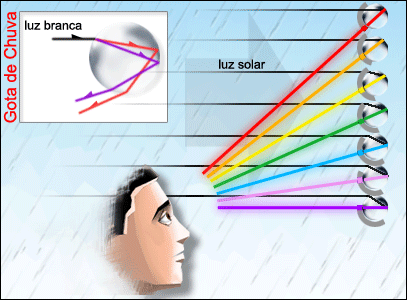 Gota de Chuva
luz branca
luz solar